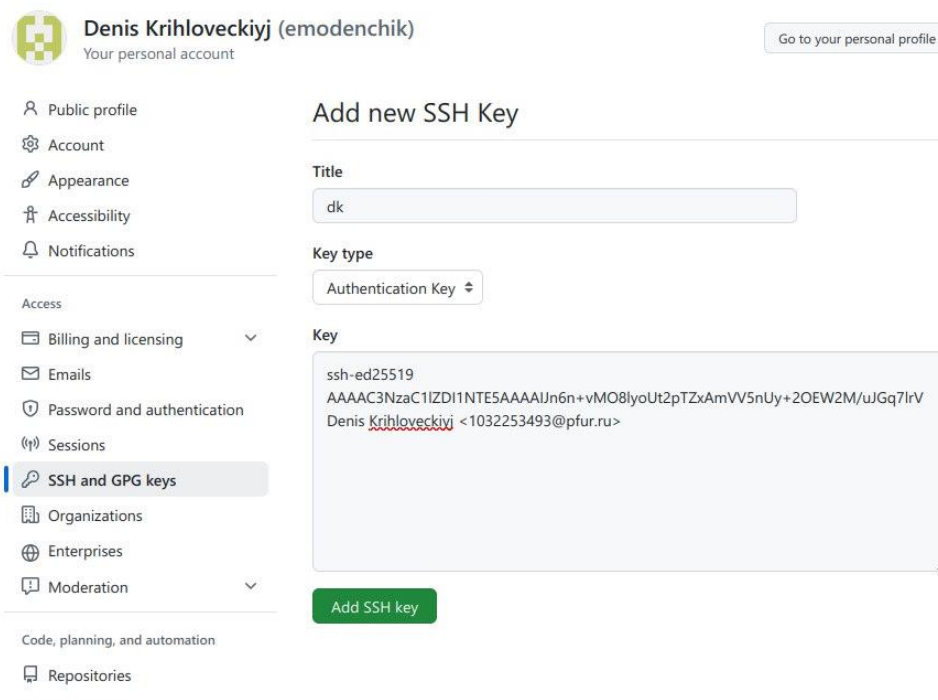 Denis Krihloveckiyj (emodenchik)
Your personal account
Go to your personal profile
Public profile
Account
Appearance
Accessibility
Notifications
Access
Billing and licensing
Emails
Password and authentication
Sessions
SSH and GPG keys
Organizations
Enterprises
Moderation
Code, planning, and automation
Repositories
Add new SSH Key
Title
dk
Key type
Authentication Key
Key
ssh-ed25519
AAAAC3NzaC1lZDI1NTE5AAAAIJn6n+vMO8lyoUt2pTZxAmVV5nUy+2OEW2M/uJGq7lrV
Denis Krihloveckiyj <1032253493@pfur.ru>
Add SSH key